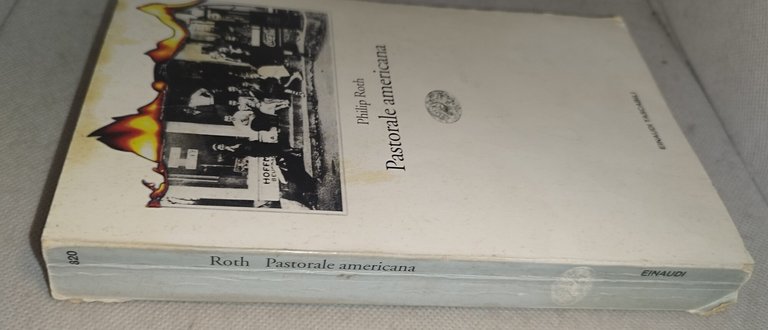 Philip Roth
Pastorale americana
EINAUDI TASCABILI
820
Roth Pastorale americana
EINAUDI